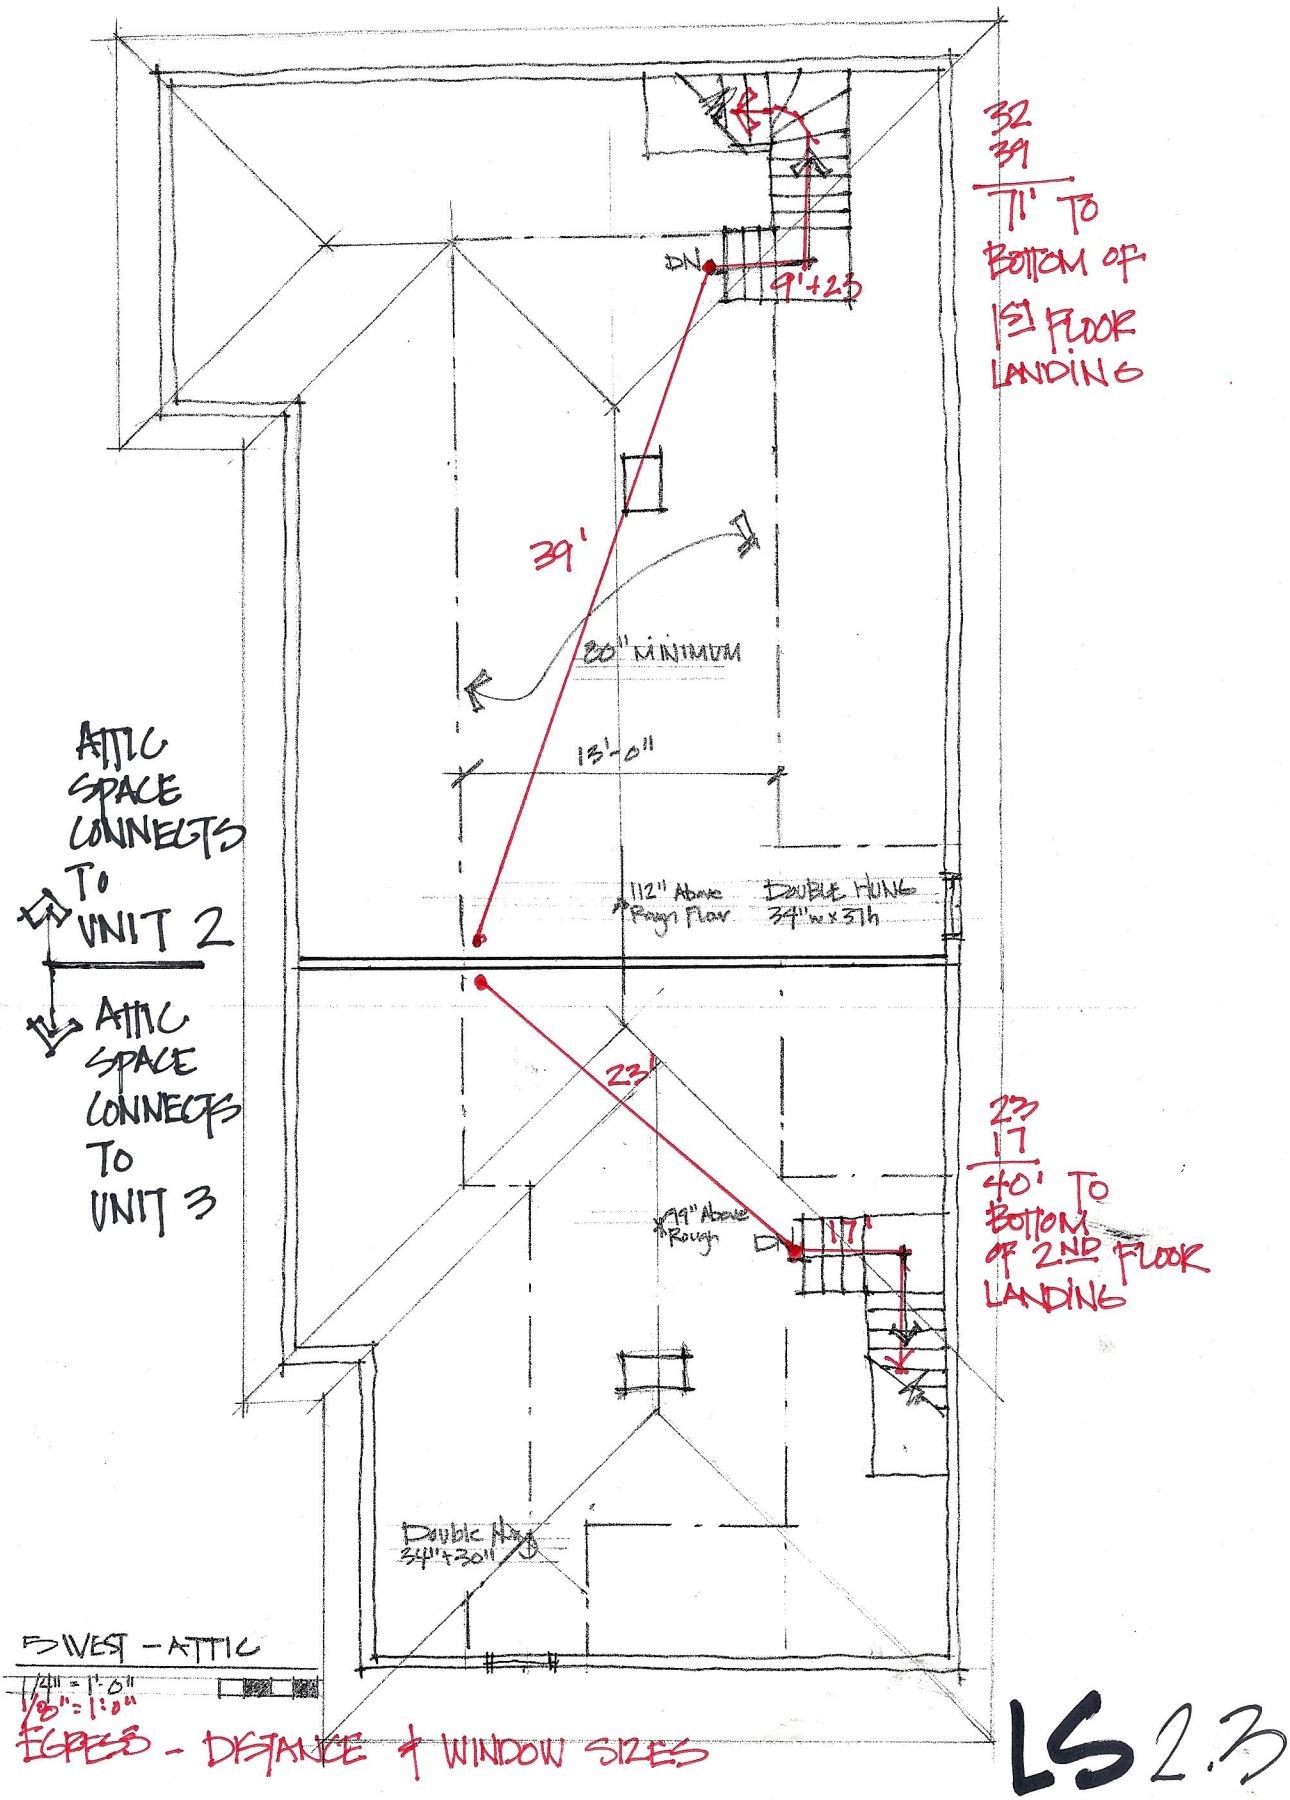 32
39
71' TO
BOTTOM OF
1ST FLOOR
LANDING
DN
9'+23
39'
80" MINIMUM
13'-0"
ATTIC
SPACE
CONNECTS
TO
UNIT 2
112" Above
Rough Floor
DOUBLE HUNG
34"w x 37h
ATTIC
SPACE
CONNECTS
TO
UNIT 3
23'
23
17
40' TO
BOTTOM
OF 2ND FLOOR
LANDING
99" Above
Rough
DN
17'
Double Hung
34"x30"
5 WEST - ATTIC
1/4" = 1'-0"
1/8" = 1'-0"
EGRESS - DISTANCE & WINDOW SIZES
LS 2.3